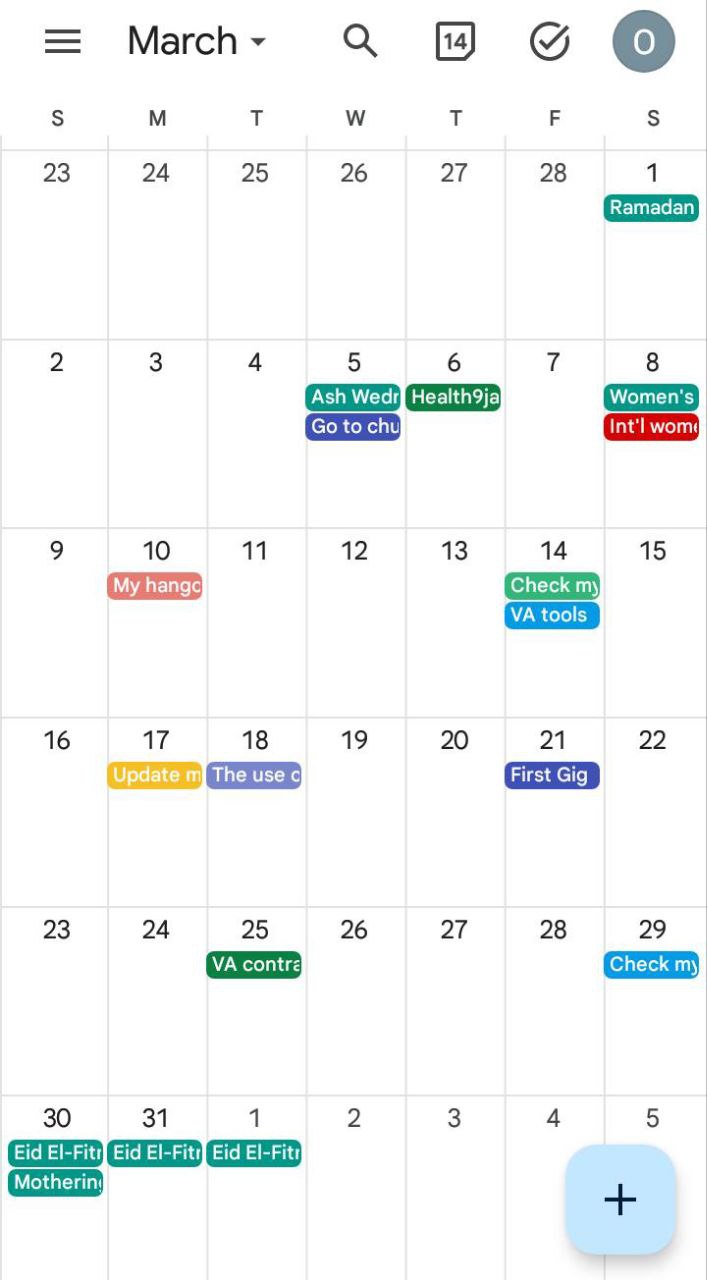 March
14
O
S M T W T F S
23 24 25 26 27 28 1
Ramadan
2 3 4 5 6 7 8
Ash Wedr Health9ja Women's
Go to chu Int'l wome
9 10 11 12 13 14 15
My hango Check my
VA tools
16 17 18 19 20 21 22
Update m The use o First Gig
23 24 25 26 27 28 29
VA contra Check my
30 31 1 2 3 4 5
Eid El-Fitr Eid El-Fitr Eid El-Fitr
Mothering